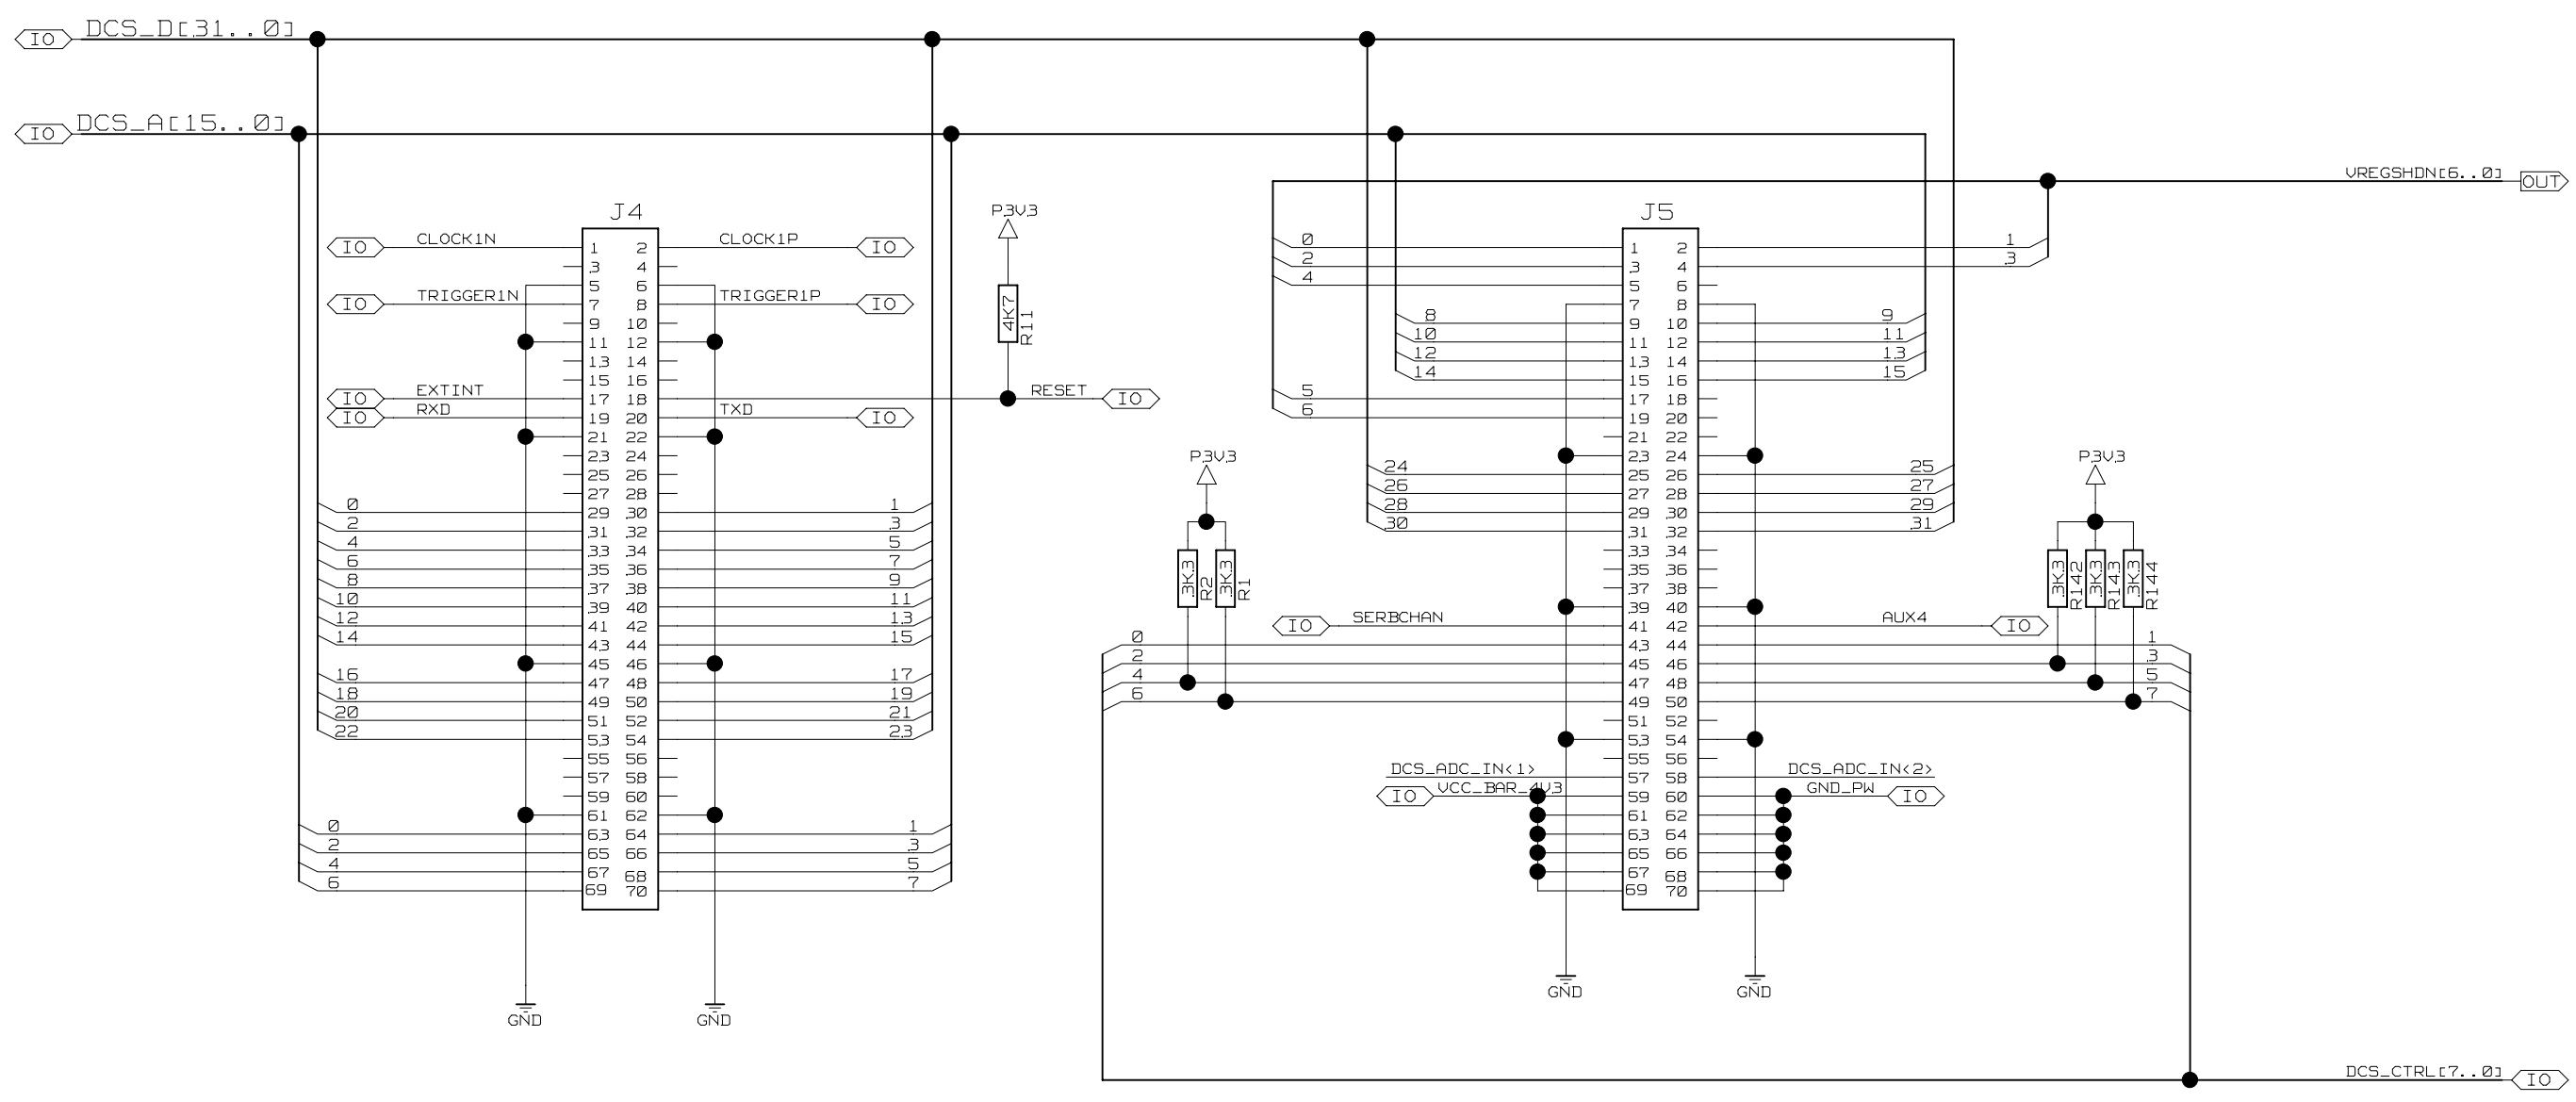 IO DCS_D[31..0]
IO DCS_A[15..0]
VREGSHDN[6..0] OUT
J4
IO CLOCK1N 1 2 CLOCK1P IO
3 4
5 6
IO TRIGGER1N 7 8 TRIGGER1P IO
9 10
11 12
13 14
15 16
IO EXTINT 17 18 RESET IO
IO RXD 19 20 TXD IO
21 22
23 24
25 26
27 28
0 29 30 1
2 31 32 3
4 33 34 5
6 35 36 7
8 37 38 9
10 39 40 11
12 41 42 13
14 43 44 15
45 46
16 47 48 17
18 49 50 19
20 51 52 21
22 53 54 23
55 56
57 58
59 60
61 62
0 63 64 1
2 65 66 3
4 67 68 5
6 69 70 7
GND GND
P3V3
4K7
R11
J5
0 1 2 1
2 3 4 3
4 5 6
7 8
8 9 10 9
10 11 12 11
12 13 14 13
14 15 16 15
5 17 18
6 19 20
21 22
23 24
24 25 26 25
26 27 28 27
28 29 30 29
30 31 32 31
33 34
35 36
37 38
39 40
IO SERBCHAN 41 42 AUX4 IO
0 43 44 1
2 45 46 3
4 47 48 5
6 49 50 7
51 52
53 54
55 56
DCS_ADC_IN<1> 57 58 DCS_ADC_IN<2>
IO VCC_BAR_4V3 59 60 GND_PW IO
61 62
63 64
65 66
67 68
69 70
GND GND
P3V3
3K3 R2 3K3 R1
P3V3
3K3 R142 3K3 R143 3K3 R144
DCS_CTRL[7..0] IO